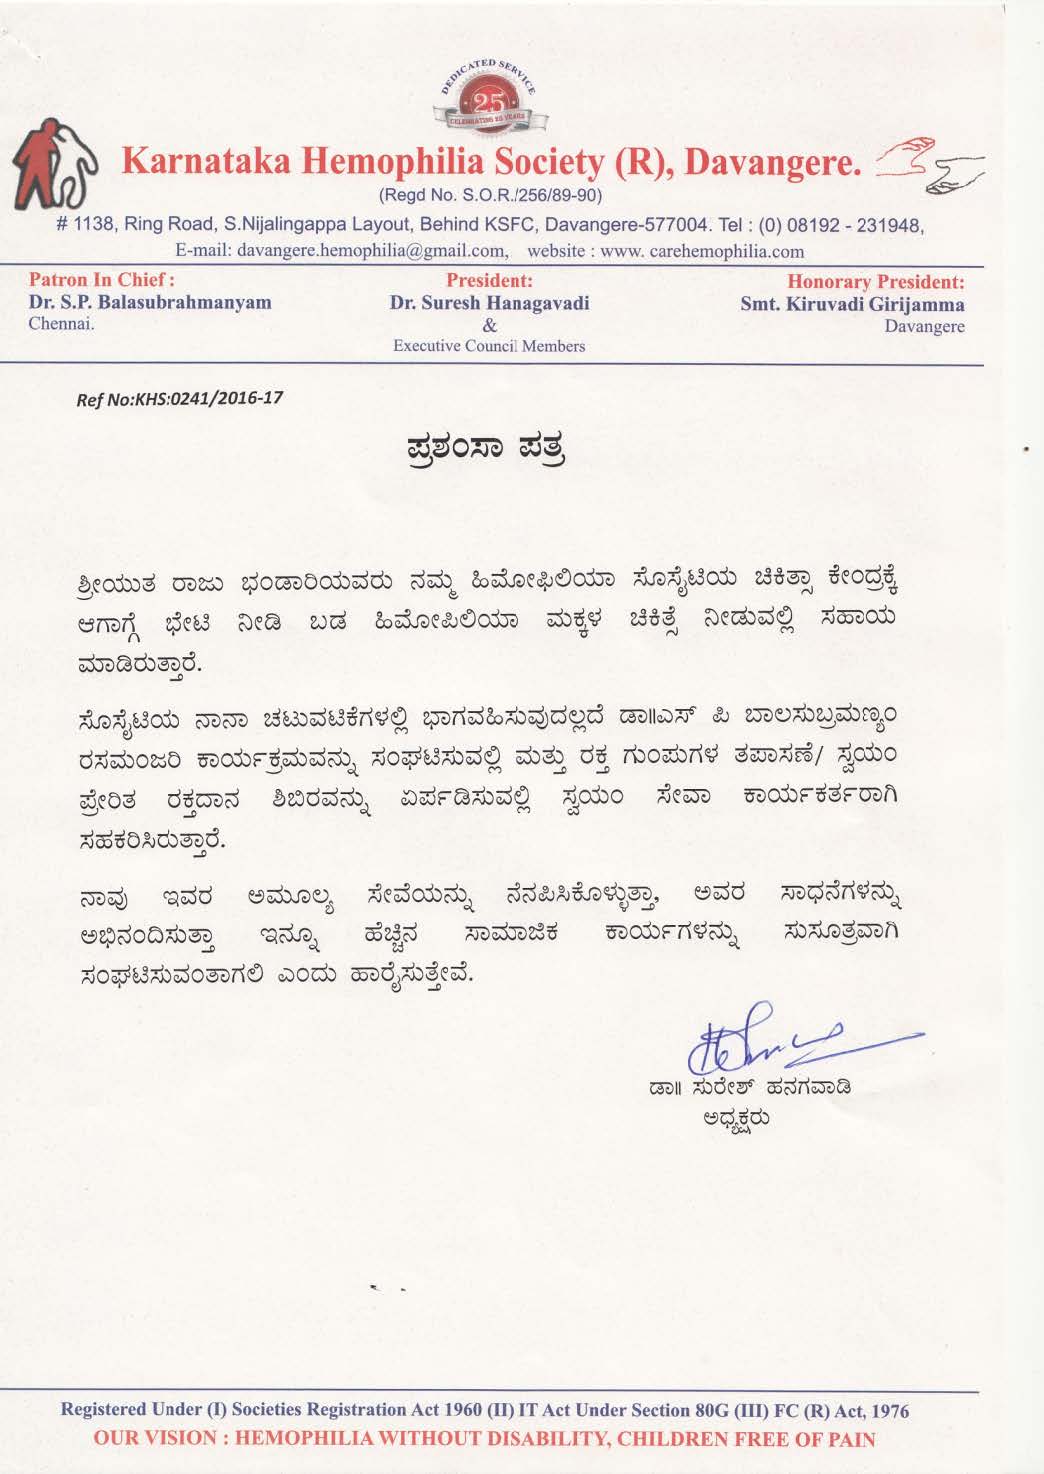 DEDICATED SERVICE
25
CELEBRATING 25 YEARS
Karnataka Hemophilia Society (R), Davangere.
(Regd No. S.O.R./256/89-90)
# 1138, Ring Road, S.Nijalingappa Layout, Behind KSFC, Davangere-577004. Tel : (0) 08192 - 231948,
E-mail: davangere.hemophilia@gmail.com, website : www. carehemophilia.com
Patron In Chief : President: Honorary President:
Dr. S.P. Balasubrahmanyam Dr. Suresh Hanagavadi Smt. Kiruvadi Girijamma
Chennai. & Davangere
Executive Council Members
Ref No:KHS:0241/2016-17
ಪ್ರಶಂಸಾ ಪತ್ರ
ಶ್ರೀಯುತ ರಾಜು ಭಂಡಾರಿಯವರು ನಮ್ಮ ಹಿಮೋಫಿಲಿಯಾ ಸೊಸೈಟಿಯ ಚಿಕಿತ್ಸಾ ಕೇಂದ್ರಕ್ಕೆ
ಆಗಾಗ್ಗೆ ಭೇಟಿ ನೀಡಿ ಬಡ ಹಿಮೋಪಿಲಿಯಾ ಮಕ್ಕಳ ಚಿಕಿತ್ಸೆ ನೀಡುವಲ್ಲಿ ಸಹಾಯ
ಮಾಡಿರುತ್ತಾರೆ.
ಸೊಸೈಟಿಯ ನಾನಾ ಚಟುವಟಿಕೆಗಳಲ್ಲಿ ಭಾಗವಹಿಸುವುದಲ್ಲದೆ ಡಾ||ಎಸ್ ಪಿ ಬಾಲಸುಬ್ರಮಣ್ಯಂ
ರಸಮಂಜರಿ ಕಾರ್ಯಕ್ರಮವನ್ನು ಸಂಘಟಿಸುವಲ್ಲಿ ಮತ್ತು ರಕ್ತ ಗುಂಪುಗಳ ತಪಾಸಣೆ/ ಸ್ವಯಂ
ಪ್ರೇರಿತ ರಕ್ತದಾನ ಶಿಬಿರವನ್ನು ಏರ್ಪಡಿಸುವಲ್ಲಿ ಸ್ವಯಂ ಸೇವಾ ಕಾರ್ಯಕರ್ತರಾಗಿ
ಸಹಕರಿಸಿರುತ್ತಾರೆ.
ನಾವು ಇವರ ಅಮೂಲ್ಯ ಸೇವೆಯನ್ನು ನೆನಪಿಸಿಕೊಳ್ಳುತ್ತಾ, ಅವರ ಸಾಧನೆಗಳನ್ನು
ಅಭಿನಂದಿಸುತ್ತಾ ಇನ್ನೂ ಹೆಚ್ಚಿನ ಸಾಮಾಜಿಕ ಕಾರ್ಯಗಳನ್ನು ಸುಸೂತ್ರವಾಗಿ
ಸಂಘಟಿಸುವಂತಾಗಲಿ ಎಂದು ಹಾರೈಸುತ್ತೇವೆ.
ಡಾ|| ಸುರೇಶ್ ಹನಗವಾಡಿ
ಅಧ್ಯಕ್ಷರು
Registered Under (I) Societies Registration Act 1960 (II) IT Act Under Section 80G (III) FC (R) Act, 1976
OUR VISION : HEMOPHILIA WITHOUT DISABILITY, CHILDREN FREE OF PAIN